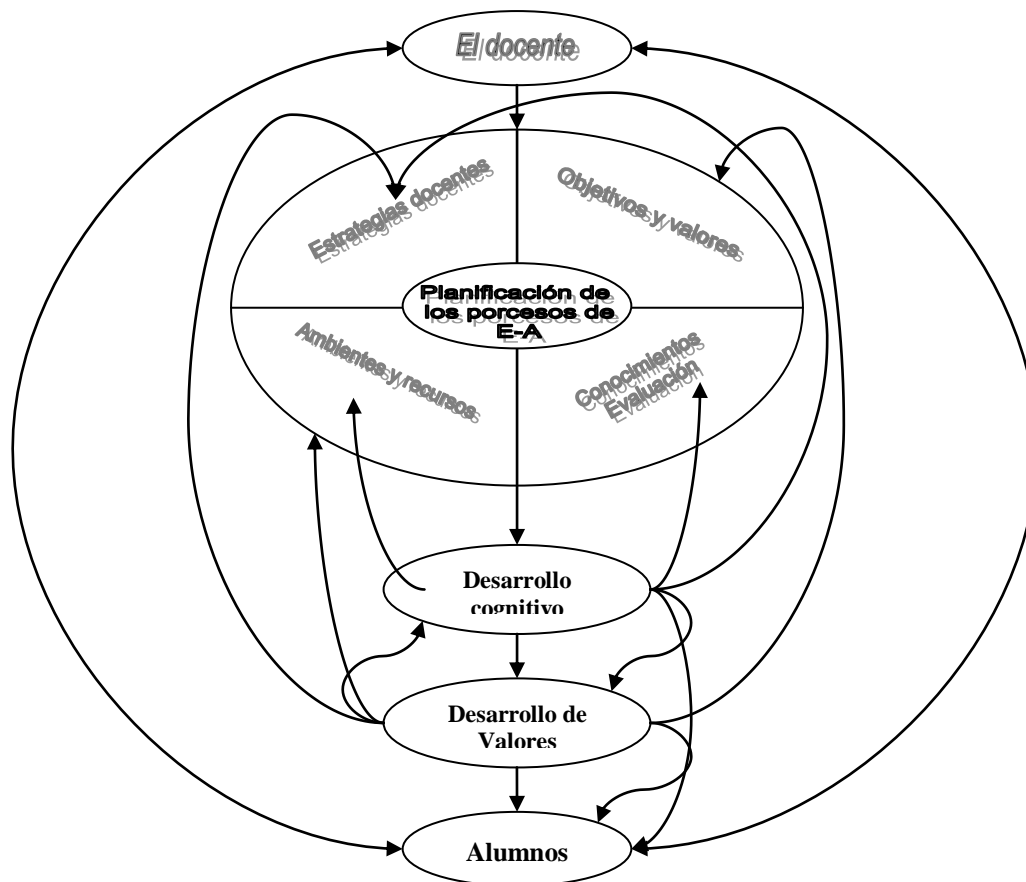 El docente
Estrategias docentes
Objetivos y valores
Planificación de
los porcesos de
E-A
Ambientes y recursos
Conocimientos
Evaluación
Desarrollo
cognitivo
Desarrollo de
Valores
Alumnos